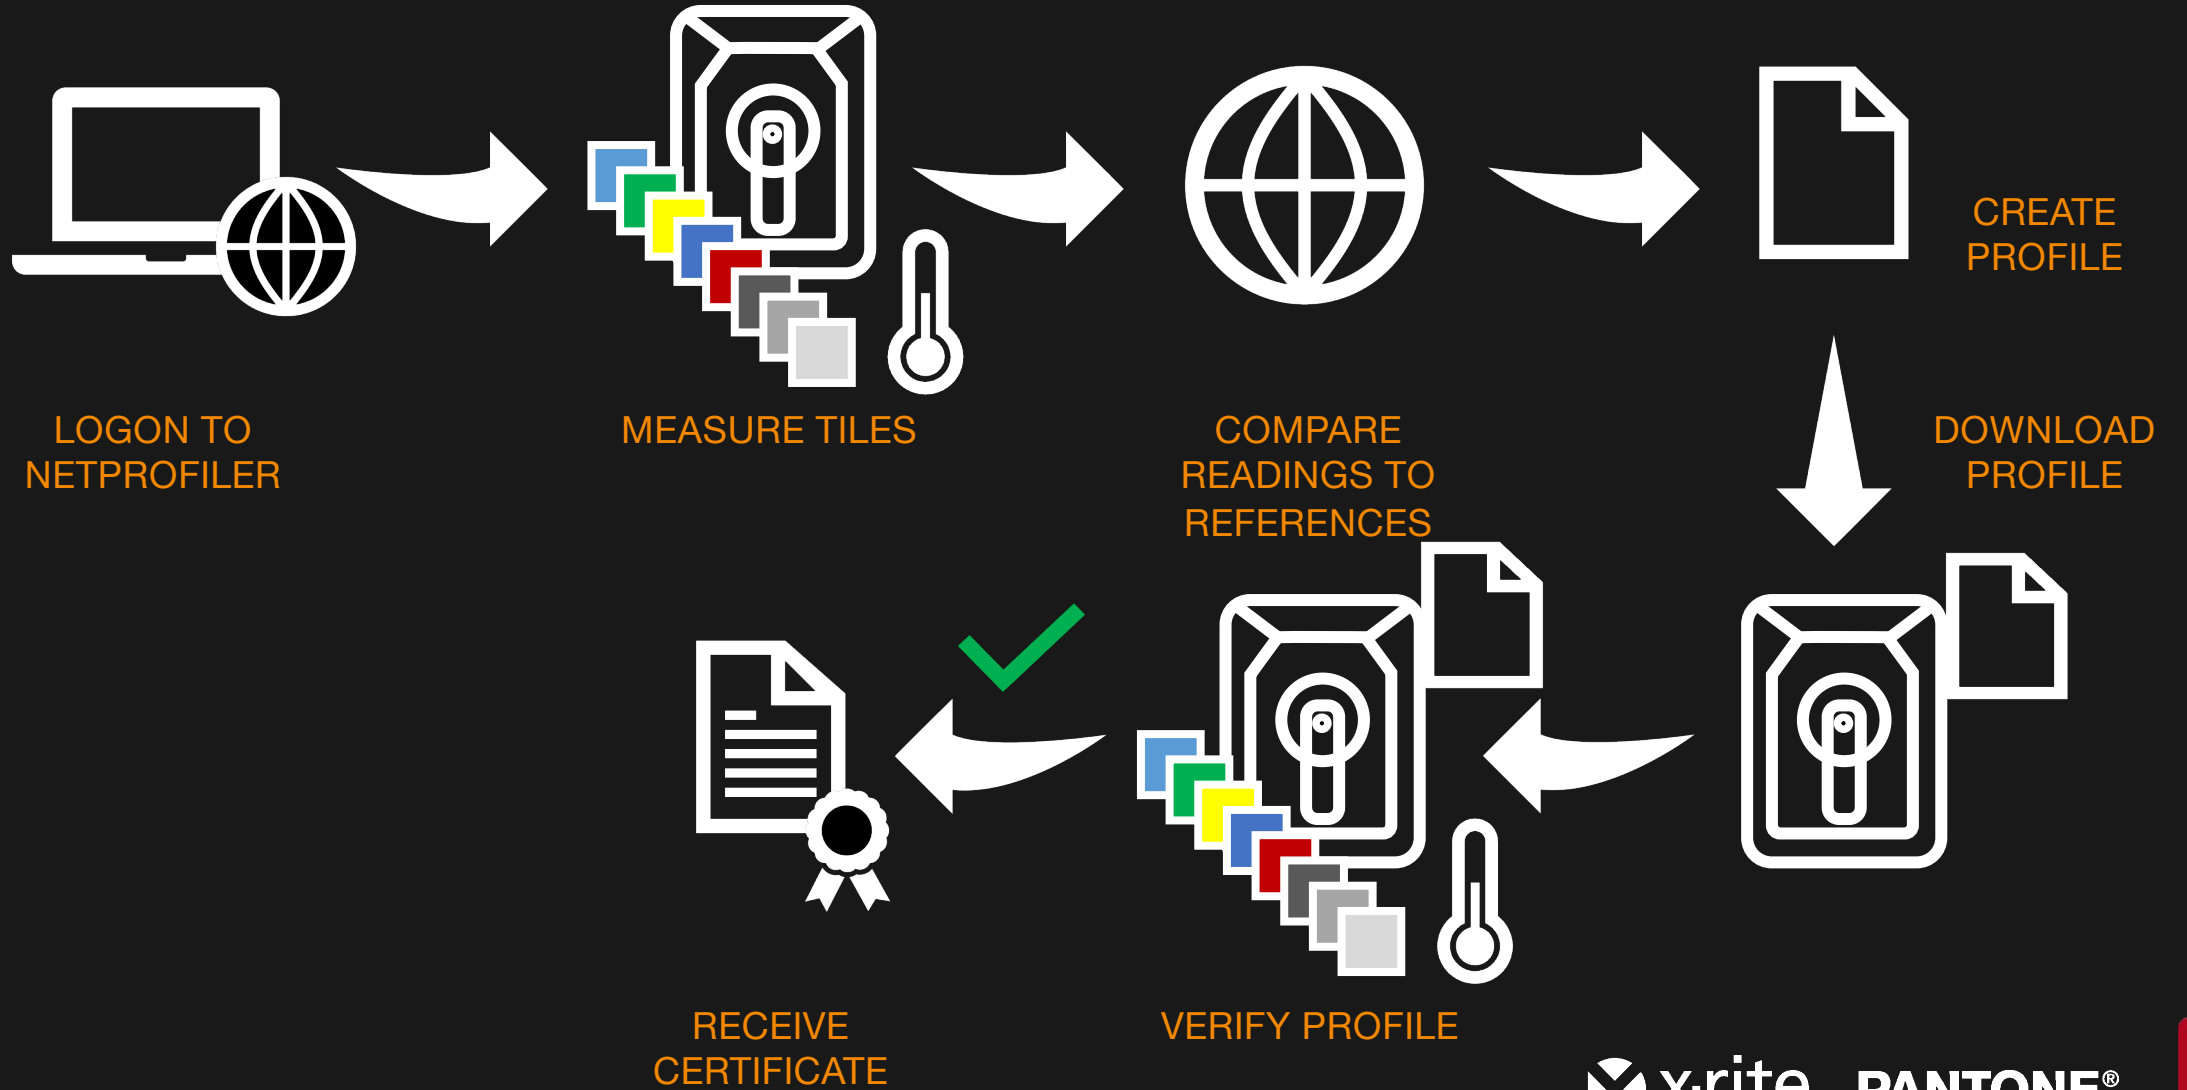 LOGON TO
NETPROFILER
MEASURE TILES
COMPARE
READINGS TO
REFERENCES
CREATE
PROFILE
DOWNLOAD
PROFILE
VERIFY PROFILE
RECEIVE
CERTIFICATE
x·rite PANTONE®